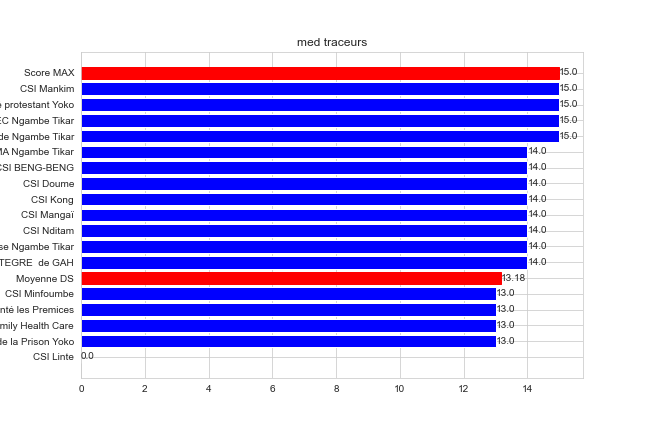 med traceurs
Score MAX 15.0
CSI Mankim 15.0
protestant Yoko 15.0
EC Ngambe Tikar 15.0
de Ngambe Tikar 15.0
MA Ngambe Tikar 14.0
CSI BENG-BENG 14.0
CSI Doume 14.0
CSI Kong 14.0
CSI Mangaï 14.0
CSI Nditam 14.0
se Ngambe Tikar 14.0
TEGRE de GAH 14.0
Moyenne DS 13.18
CSI Minfoumbe 13.0
nté les Premices 13.0
mily Health Care 13.0
de la Prison Yoko 13.0
CSI Linte 0.0
0 2 4 6 8 10 12 14